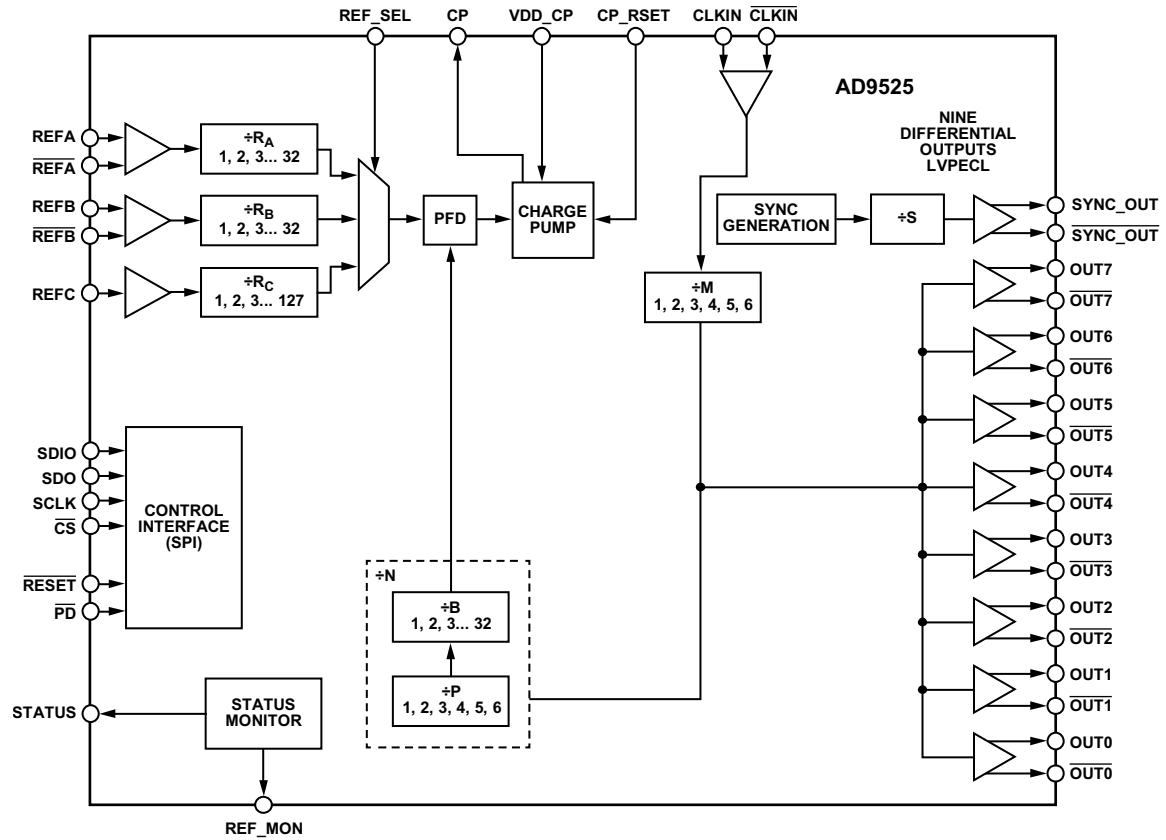 REF_SEL
CP
VDD_CP
CP_RSET
CLKIN
CLKIN
AD9525
NINE
DIFFERENTIAL
OUTPUTS
LVPECL
REFA
REFA
÷RA
1, 2, 3... 32
REFB
REFB
÷RB
1, 2, 3... 32
REFC
÷RC
1, 2, 3... 127
PFD
CHARGE
PUMP
SYNC
GENERATION
÷S
SYNC_OUT
SYNC_OUT
÷M
1, 2, 3, 4, 5, 6
OUT7
OUT7
OUT6
OUT6
OUT5
OUT5
OUT4
OUT4
OUT3
OUT3
OUT2
OUT2
OUT1
OUT1
OUT0
OUT0
SDIO
SDO
SCLK
CS
RESET
PD
CONTROL
INTERFACE
(SPI)
÷N
÷B
1, 2, 3... 32
÷P
1, 2, 3, 4, 5, 6
STATUS
STATUS
MONITOR
REF_MON